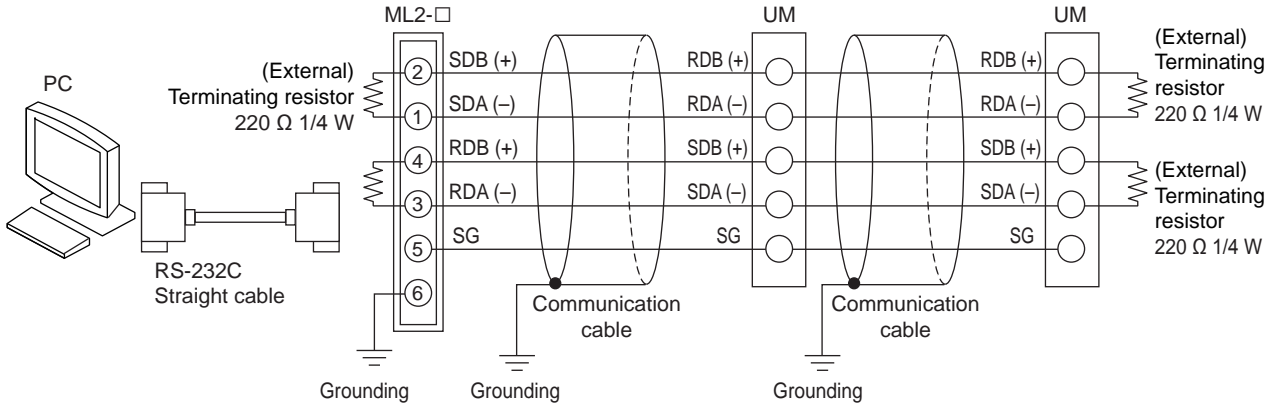 PC
RS-232C
Straight cable
(External)
Terminating resistor
220 Ω 1/4 W
ML2-□
2
1
4
3
5
6
SDB (+)
SDA (–)
RDB (+)
RDA (–)
SG
Grounding
Grounding
Communication
cable
UM
RDB (+)
RDA (–)
SDB (+)
SDA (–)
SG
Grounding
Communication
cable
UM
RDB (+)
RDA (–)
SDB (+)
SDA (–)
SG
(External)
Terminating
resistor
220 Ω 1/4 W
(External)
Terminating
resistor
220 Ω 1/4 W